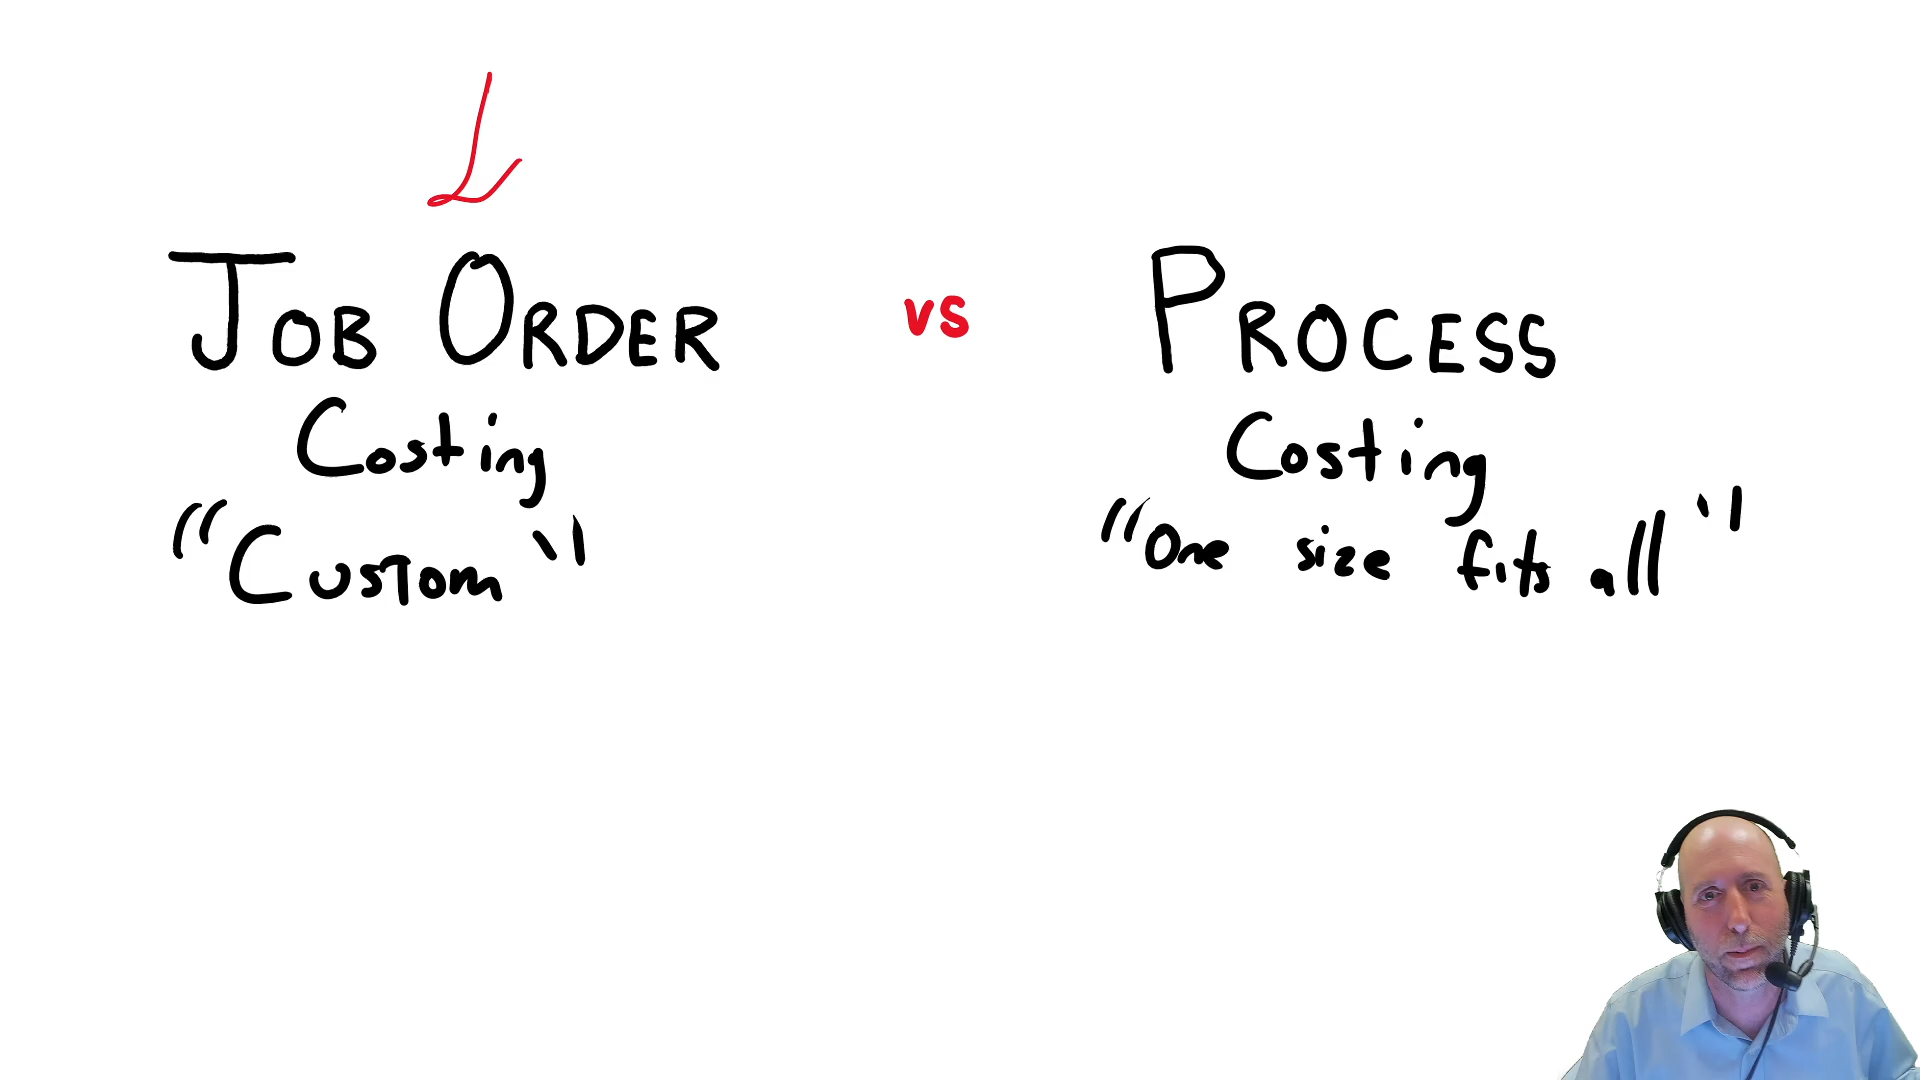 JOB ORDER vs PROCESS
Costing Costing
"Custom" "One size fits all"